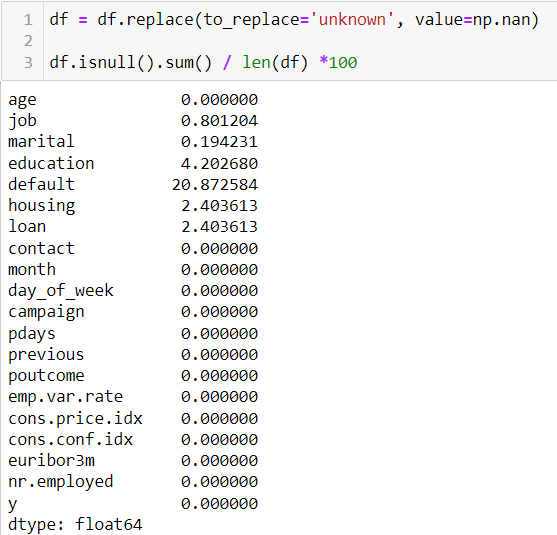 1 df = df.replace(to_replace='unknown', value=np.nan)
2
3 df.isnull().sum() / len(df) *100
age 0.000000
job 0.801204
marital 0.194231
education 4.202680
default 20.872584
housing 2.403613
loan 2.403613
contact 0.000000
month 0.000000
day_of_week 0.000000
campaign 0.000000
pdays 0.000000
previous 0.000000
poutcome 0.000000
emp.var.rate 0.000000
cons.price.idx 0.000000
cons.conf.idx 0.000000
euribor3m 0.000000
nr.employed 0.000000
y 0.000000
dtype: float64